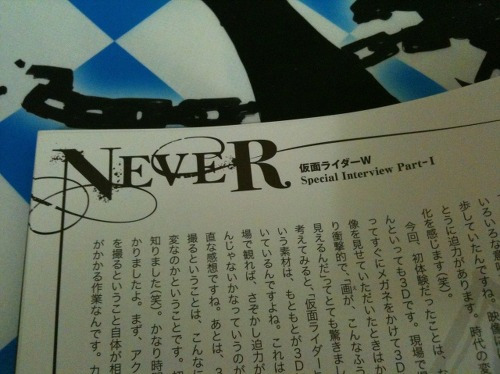 NEVER
仮面ライダーW
Special Interview Part-I
歩していたんですね。時代の変
とうに迫力があります。
化を感じます(笑)。
今回、初体験だったことは、な
んといっても3Dです。現場で撮
ってすぐにメガネをかけて3D
像を見せていただいたときはか
り衝撃的で、「画が、こんなふう
見えるんだ」ってとても驚きまし
考えてみると、「仮面ライダー」と
いう素材は、もともとが3D
いているんですよね。これは
場で観れば、さぞかし迫力が
んじゃないかなっていうのが
直な感想です。あとは、3
撮るということは、こんなに
変なのかということです。
知りました(笑)。かなり時
かりましたよ。まず、アク
を撮るということ自体が相
がかかる作業なんです。カ